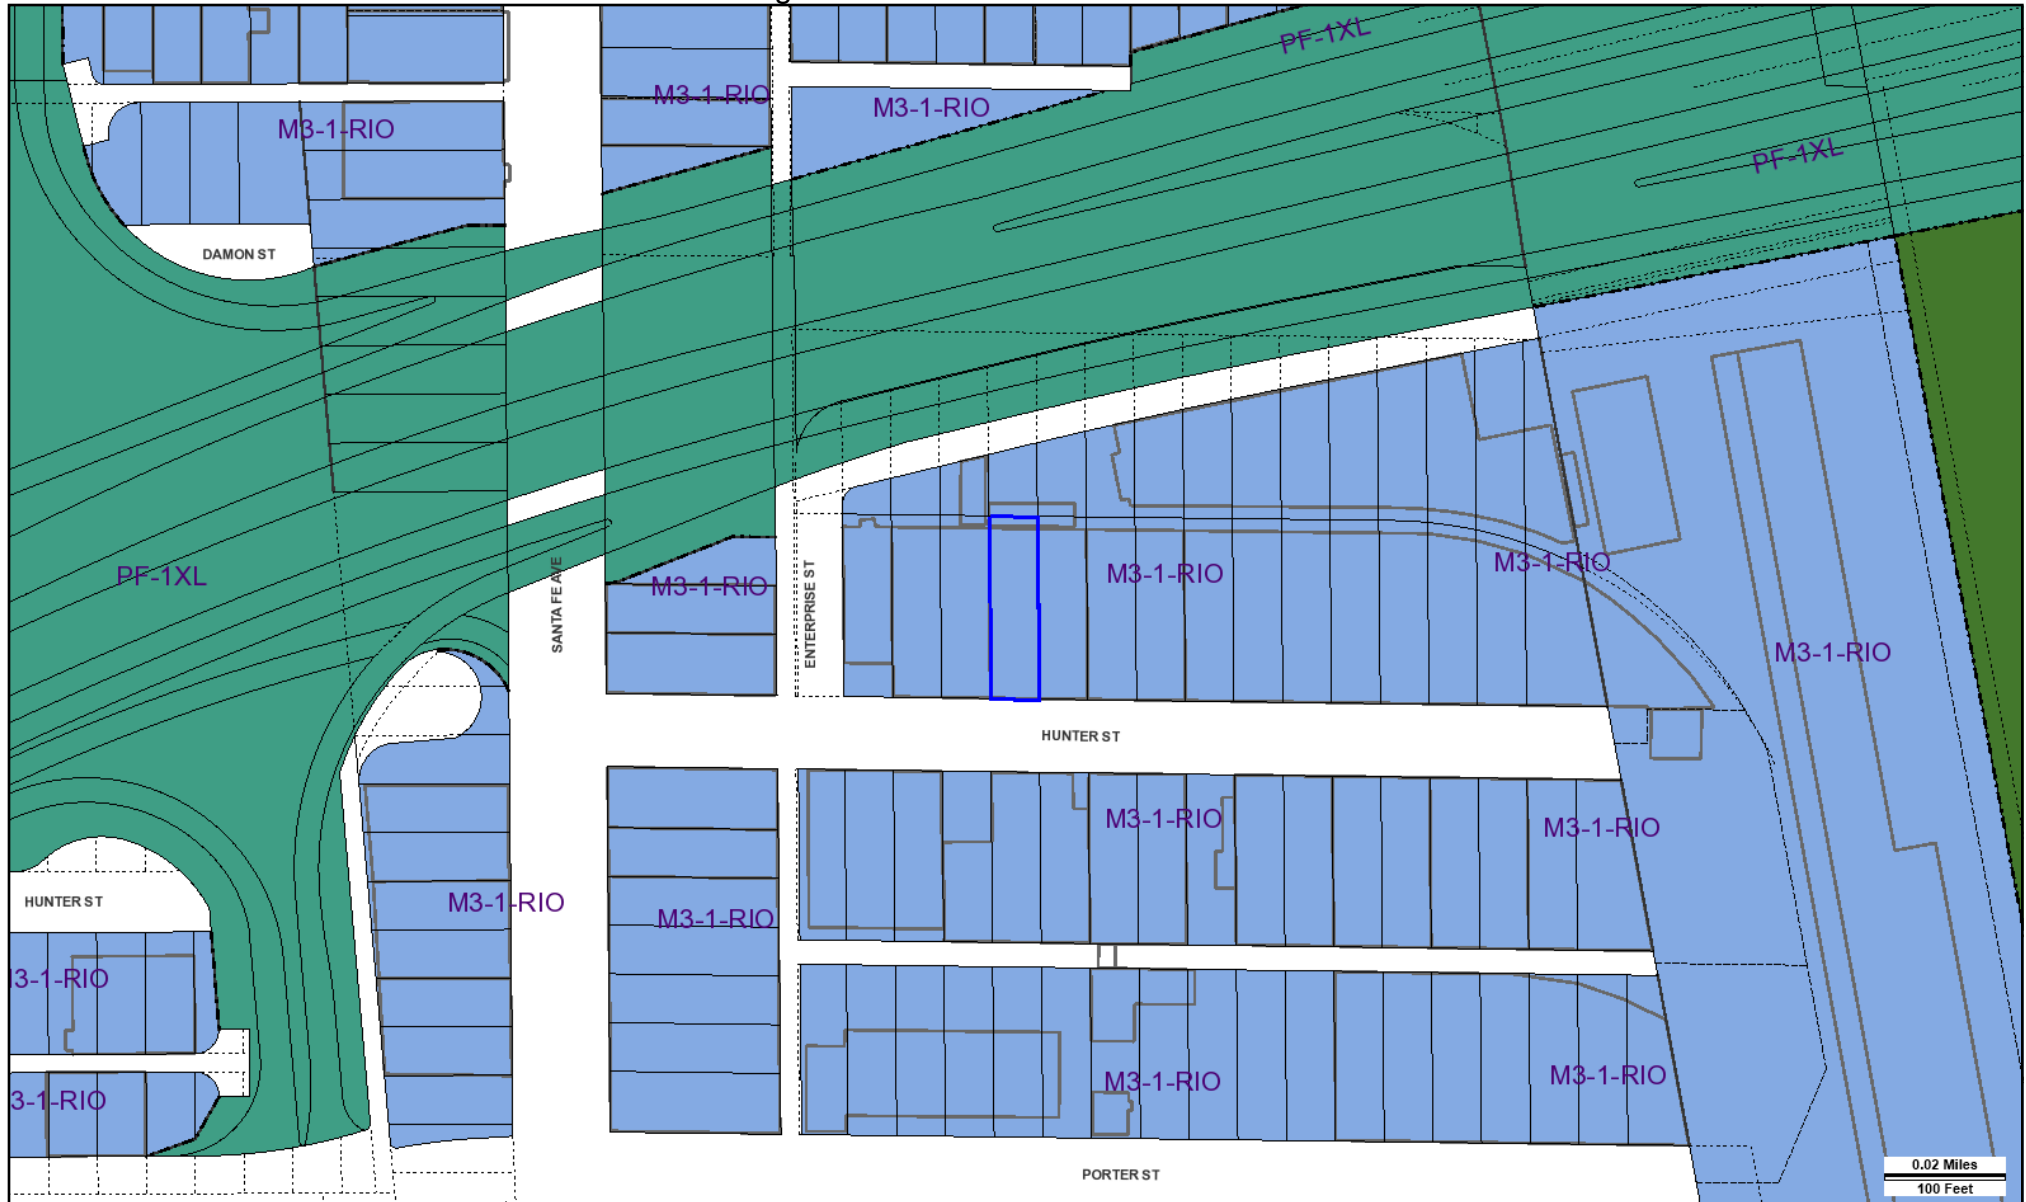 PF-1XL
M3-1-RIO
M3-1-RIO
M3-1-RIO
PF-1XL
DAMON ST
SANTA FE AVE
ENTERPRISE ST
PF-1XL
M3-1-RIO
M3-1-RIO
M3-1-RIO
M3-1-RIO
HUNTER ST
M3-1-RIO
M3-1-RIO
HUNTER ST
M3-1-RIO
M3-1-RIO
3-1-RIO
3-1-RIO
M3-1-RIO
M3-1-RIO
PORTER ST
0.02 Miles
100 Feet